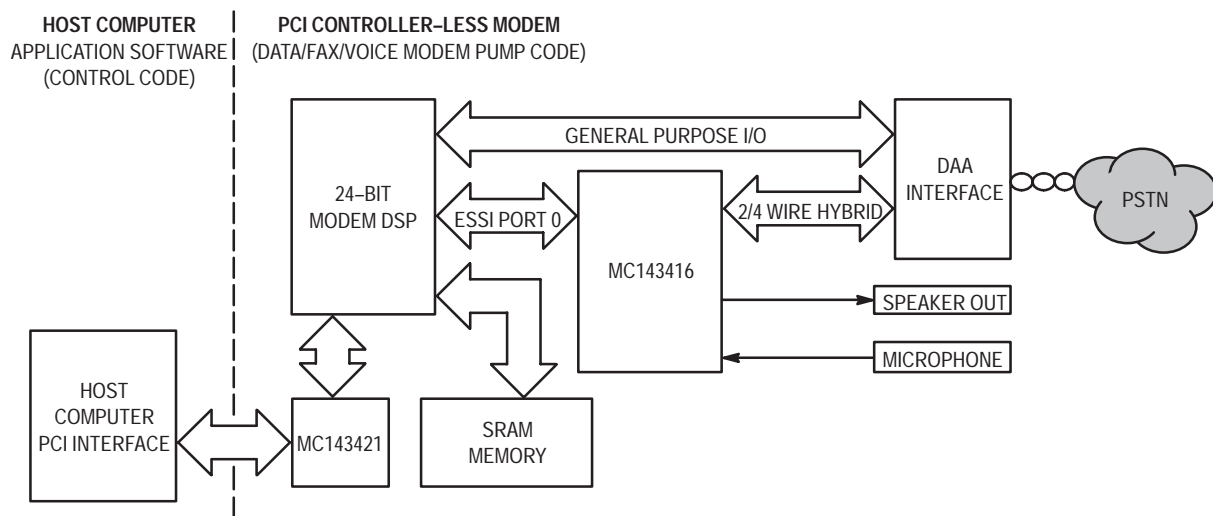 HOST COMPUTER
APPLICATION SOFTWARE
(CONTROL CODE)
PCI CONTROLLER–LESS MODEM
(DATA/FAX/VOICE MODEM PUMP CODE)
GENERAL PURPOSE I/O
24–BIT
MODEM DSP
ESSI PORT 0
2/4 WIRE HYBRID
DAA
INTERFACE
PSTN
MC143416
SPEAKER OUT
MICROPHONE
HOST
COMPUTER
PCI INTERFACE
MC143421
SRAM
MEMORY